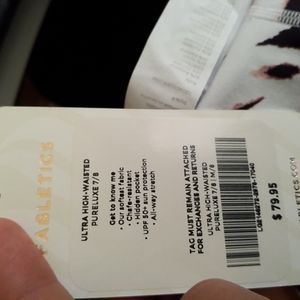 FABLETICS
ULTRA HIGH-WAISTED
PURELUXE 7/8
Get to know me
• Our softest fabric
• Chafe-resistant
• Hidden pocket
• UPF 50+ sun protection
• All-way stretch
TAG MUST REMAIN ATTACHED
FOR EXCHANGES AND RETURNS
ULTRA HIGH-WAISTED
PURELUXE 7/8 | M/8
$ 79.95
BLETICS.COM